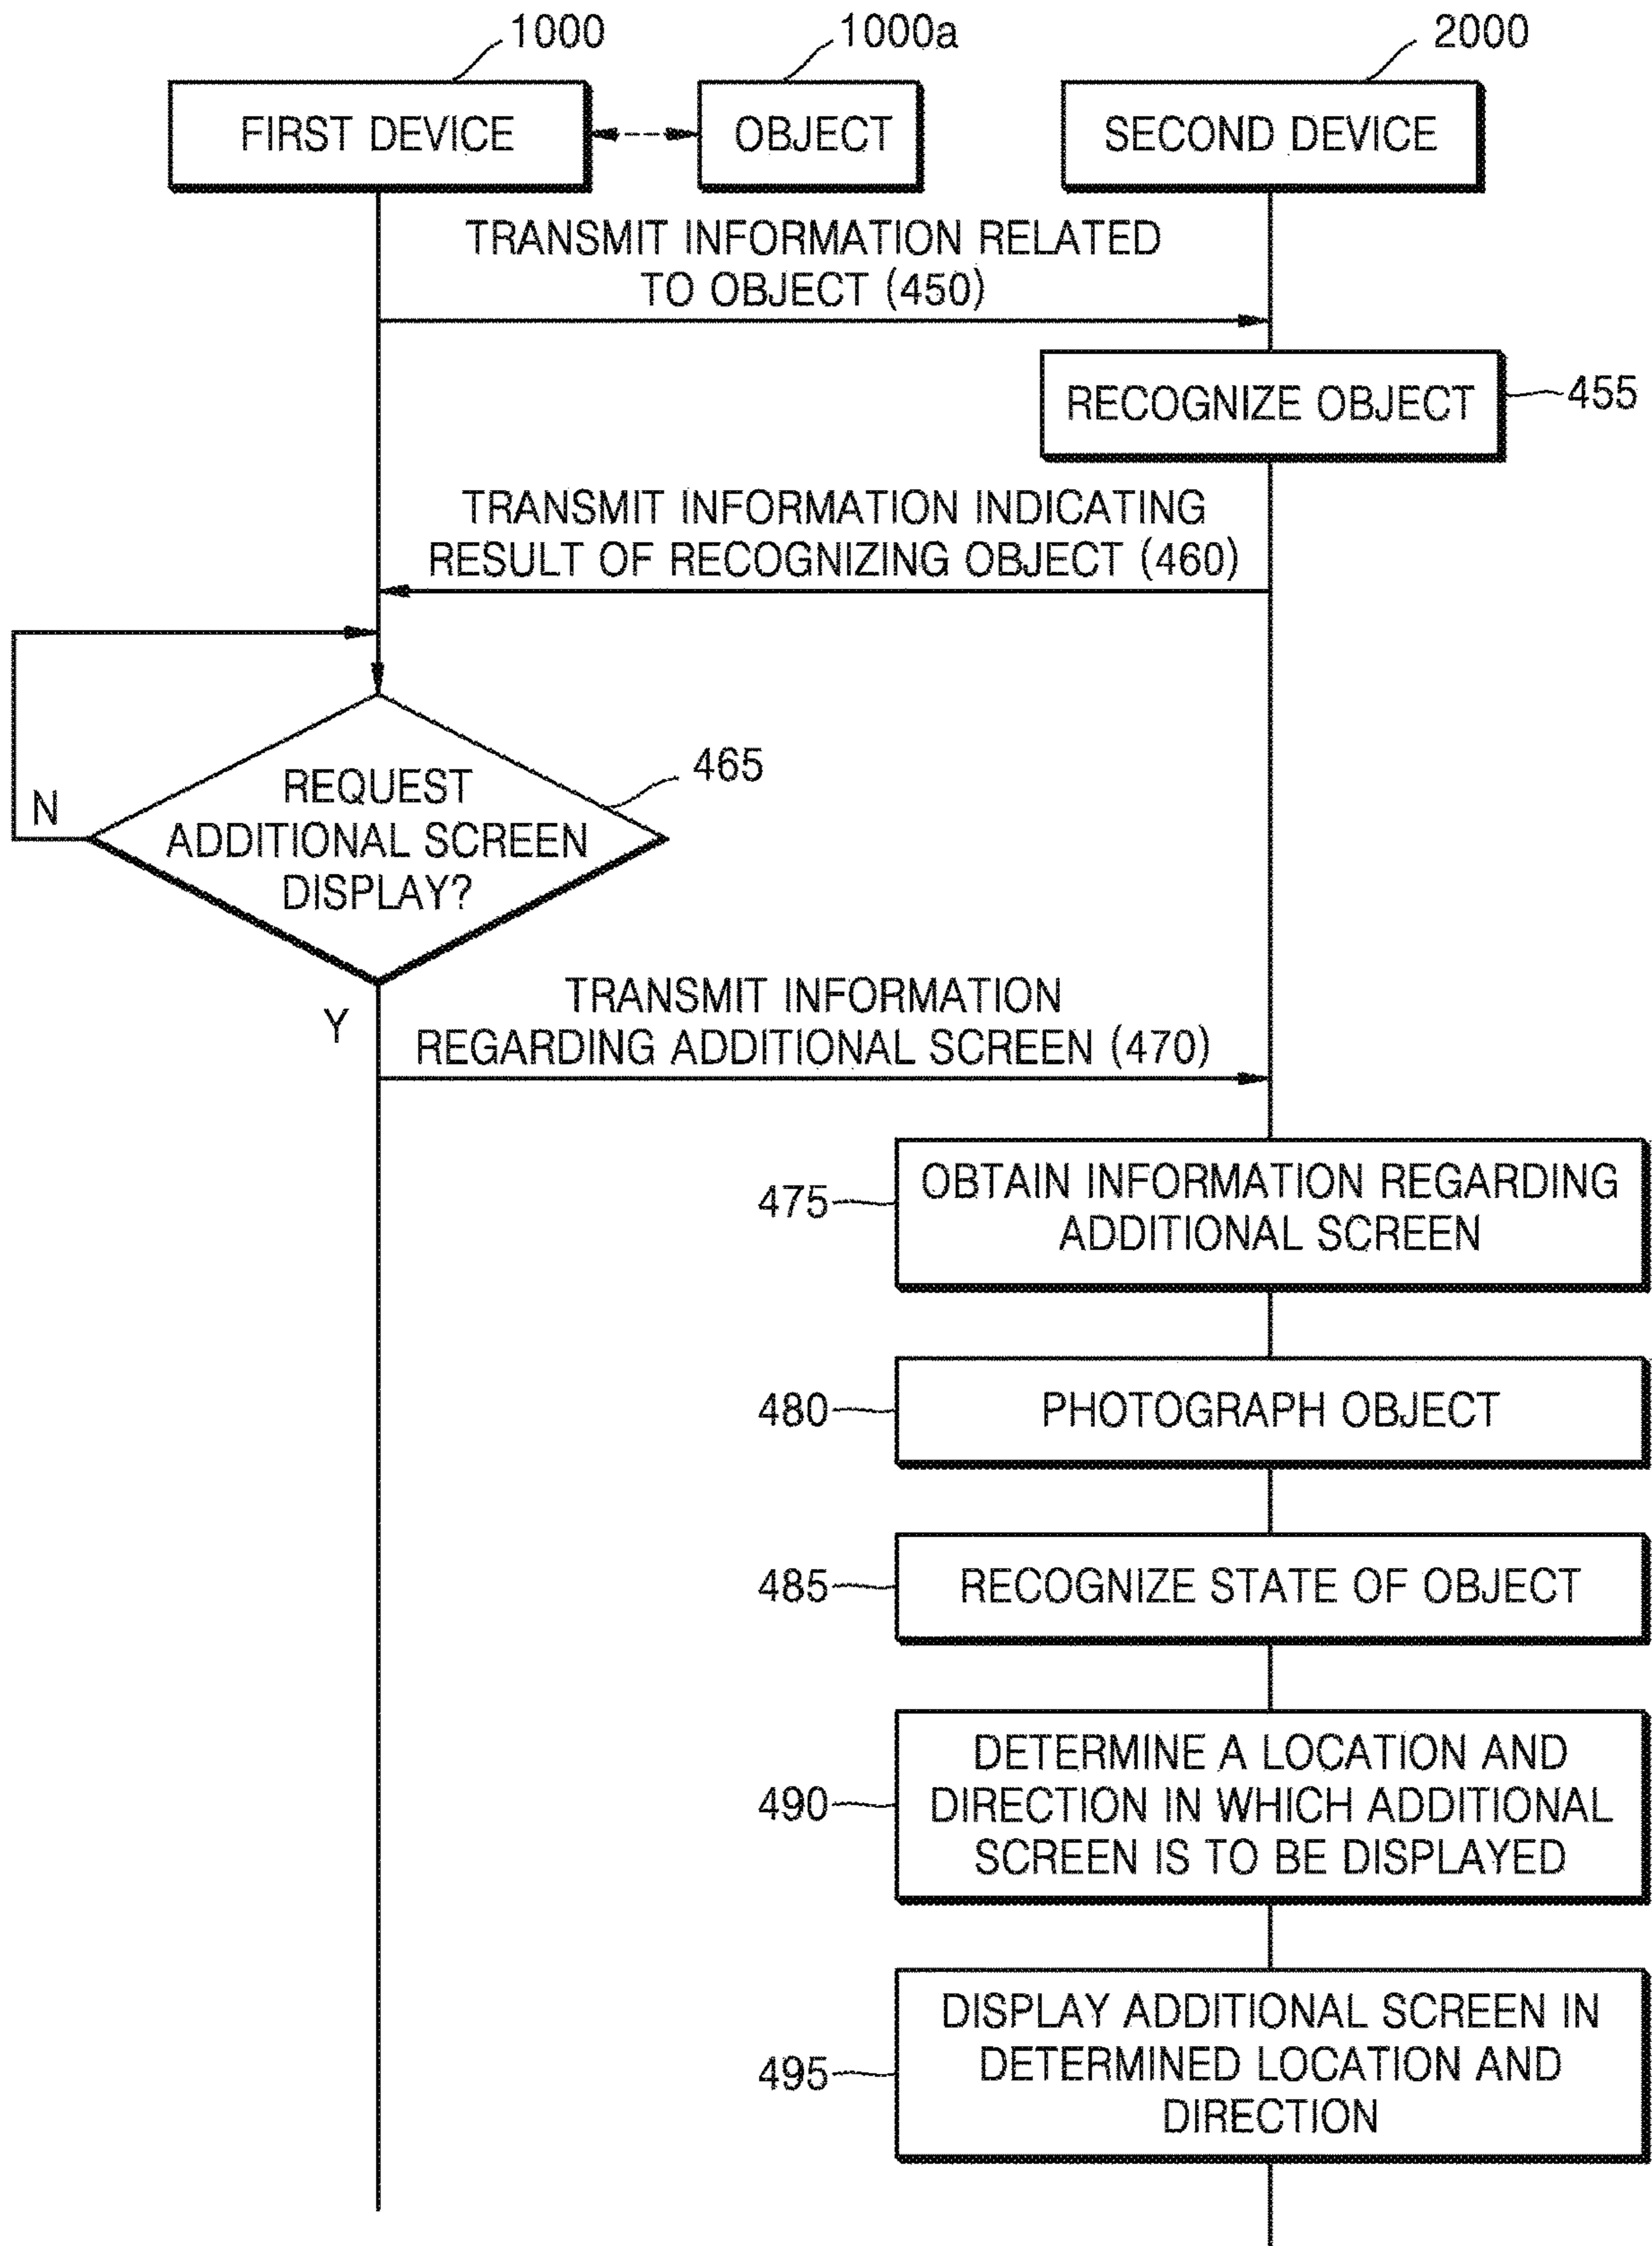 1000
1000a
2000
FIRST DEVICE
OBJECT
SECOND DEVICE
TRANSMIT INFORMATION RELATED
TO OBJECT (450)
RECOGNIZE OBJECT
455
TRANSMIT INFORMATION INDICATING
RESULT OF RECOGNIZING OBJECT (460)
465
N
REQUEST
ADDITIONAL SCREEN
DISPLAY?
Y
TRANSMIT INFORMATION
REGARDING ADDITIONAL SCREEN (470)
475
OBTAIN INFORMATION REGARDING
ADDITIONAL SCREEN
480
PHOTOGRAPH OBJECT
485
RECOGNIZE STATE OF OBJECT
490
DETERMINE A LOCATION AND
DIRECTION IN WHICH ADDITIONAL
SCREEN IS TO BE DISPLAYED
495
DISPLAY ADDITIONAL SCREEN IN
DETERMINED LOCATION AND
DIRECTION